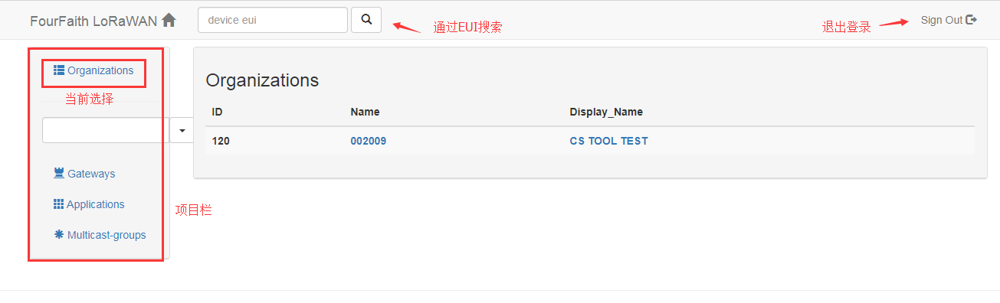 FourFaith LoRaWAN
device eui
通过EUI搜索
退出登录
Sign Out
Organizations
当前选择
Gateways
Applications
Multicast-groups
项目栏
Organizations
ID Name Display_Name
120 002009 CS TOOL TEST